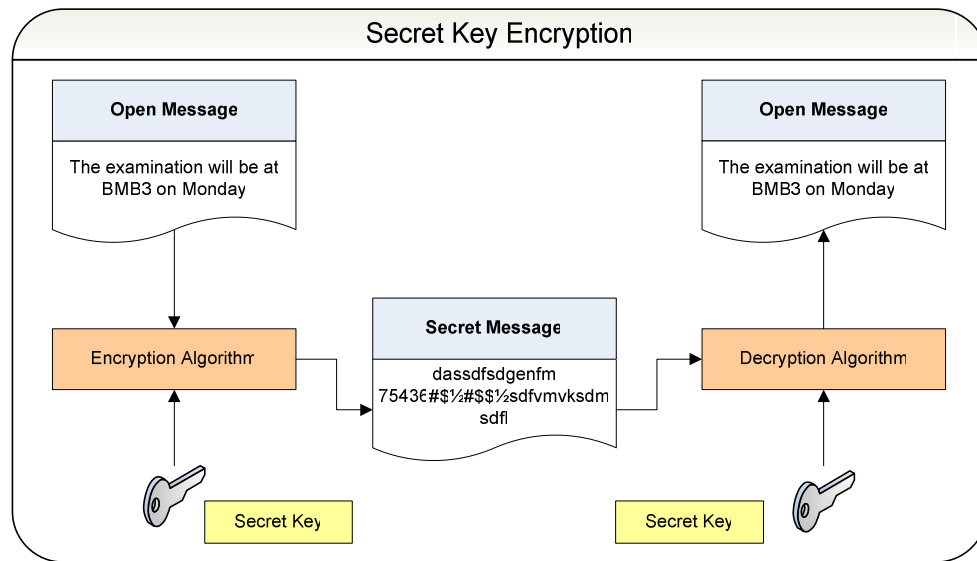 Secret Key Encryption
Open Message
The examination will be at
BMB3 on Monday
Open Message
The examination will be at
BMB3 on Monday
Encryption Algorithm
Secret Message
dassdfsdgenfm
75436#$½#$$½sdfvmvksdm
sdfl
Decryption Algorithm
Secret Key
Secret Key